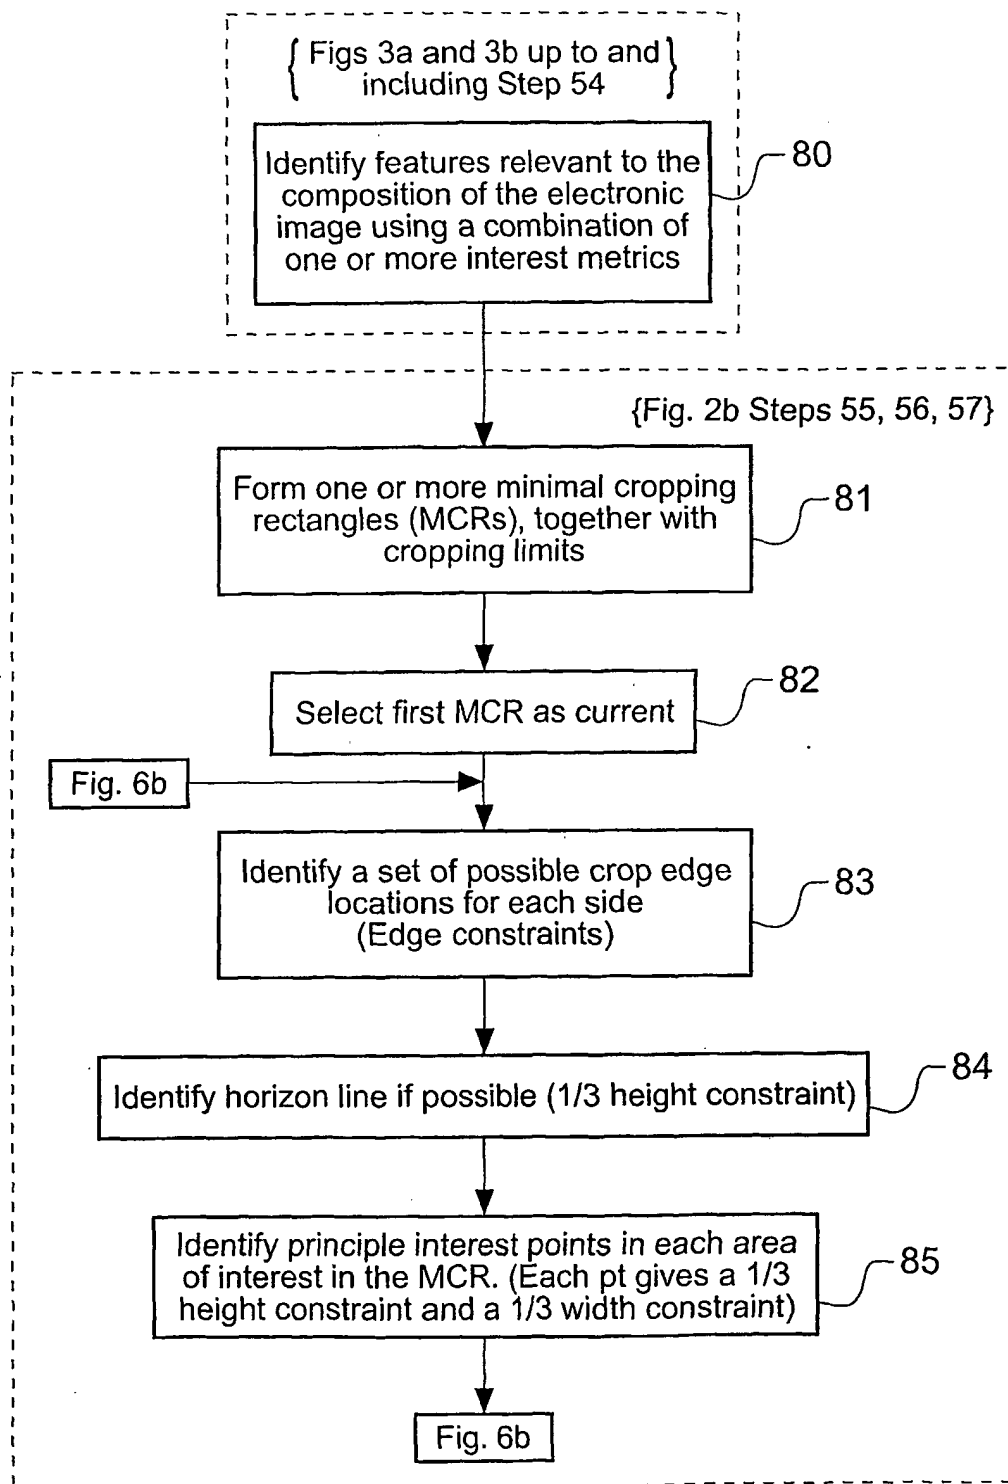 { Figs 3a and 3b up to and }
including Step 54
Identify features relevant to the
composition of the electronic
image using a combination of
one or more interest metrics
80
{Fig. 2b Steps 55, 56, 57}
Form one or more minimal cropping
rectangles (MCRs), together with
cropping limits
81
Select first MCR as current
82
Fig. 6b
Identify a set of possible crop edge
locations for each side
(Edge constraints)
83
Identify horizon line if possible (1/3 height constraint)
84
Identify principle interest points in each area
of interest in the MCR. (Each pt gives a 1/3
height constraint and a 1/3 width constraint)
85
Fig. 6b